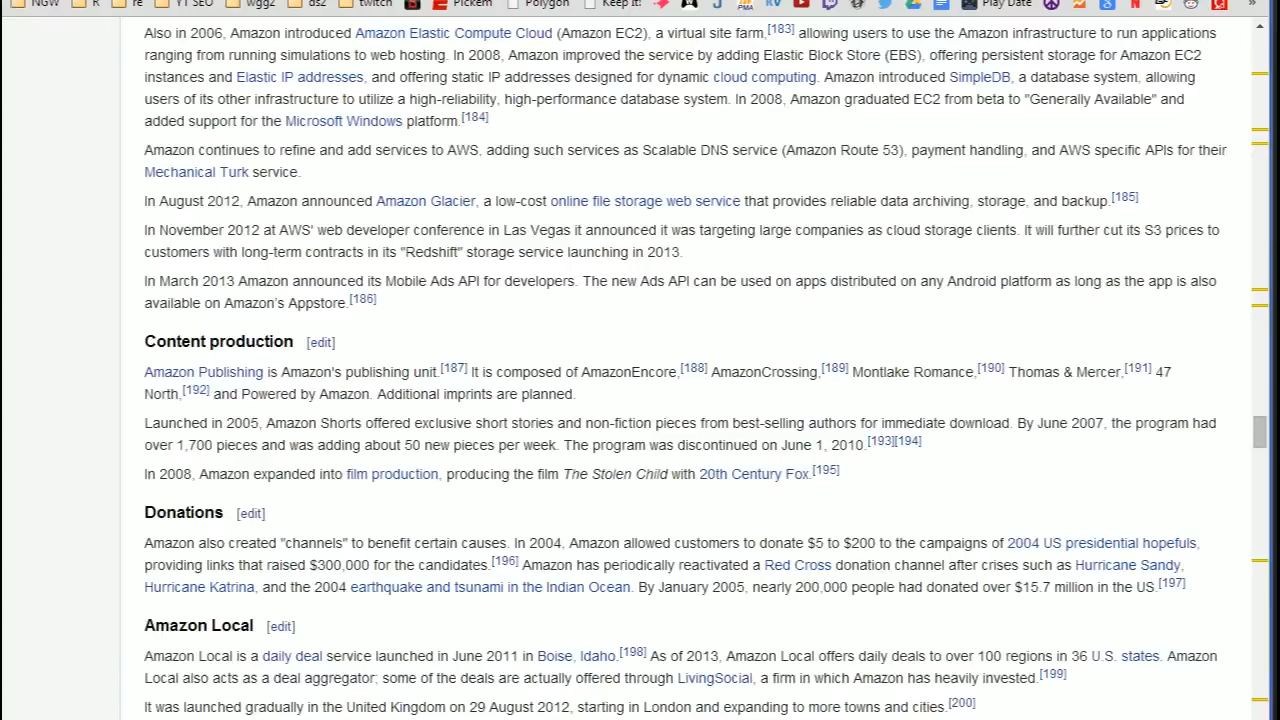 NGW R re YT SEO wgg2 ds2 twitch Pickem Polygon Keep it! Play Date »
Also in 2006, Amazon introduced Amazon Elastic Compute Cloud (Amazon EC2), a virtual site farm,[183] allowing users to use the Amazon infrastructure to run applications
ranging from running simulations to web hosting. In 2008, Amazon improved the service by adding Elastic Block Store (EBS), offering persistent storage for Amazon EC2
instances and Elastic IP addresses, and offering static IP addresses designed for dynamic cloud computing. Amazon introduced SimpleDB, a database system, allowing
users of its other infrastructure to utilize a high-reliability, high-performance database system. In 2008, Amazon graduated EC2 from beta to "Generally Available" and
added support for the Microsoft Windows platform.[184]
Amazon continues to refine and add services to AWS, adding such services as Scalable DNS service (Amazon Route 53), payment handling, and AWS specific APIs for their
Mechanical Turk service.
In August 2012, Amazon announced Amazon Glacier, a low-cost online file storage web service that provides reliable data archiving, storage, and backup.[185]
In November 2012 at AWS' web developer conference in Las Vegas it announced it was targeting large companies as cloud storage clients. It will further cut its S3 prices to
customers with long-term contracts in its "Redshift" storage service launching in 2013.
In March 2013 Amazon announced its Mobile Ads API for developers. The new Ads API can be used on apps distributed on any Android platform as long as the app is also
available on Amazon's Appstore.[186]
Content production [edit]
Amazon Publishing is Amazon's publishing unit.[187] It is composed of AmazonEncore,[188] AmazonCrossing,[189] Montlake Romance,[190] Thomas & Mercer,[191] 47
North,[192] and Powered by Amazon. Additional imprints are planned.
Launched in 2005, Amazon Shorts offered exclusive short stories and non-fiction pieces from best-selling authors for immediate download. By June 2007, the program had
over 1,700 pieces and was adding about 50 new pieces per week. The program was discontinued on June 1, 2010.[193][194]
In 2008, Amazon expanded into film production, producing the film The Stolen Child with 20th Century Fox.[195]
Donations [edit]
Amazon also created "channels" to benefit certain causes. In 2004, Amazon allowed customers to donate $5 to $200 to the campaigns of 2004 US presidential hopefuls,
providing links that raised $300,000 for the candidates.[196] Amazon has periodically reactivated a Red Cross donation channel after crises such as Hurricane Sandy,
Hurricane Katrina, and the 2004 earthquake and tsunami in the Indian Ocean. By January 2005, nearly 200,000 people had donated over $15.7 million in the US.[197]
Amazon Local [edit]
Amazon Local is a daily deal service launched in June 2011 in Boise, Idaho.[198] As of 2013, Amazon Local offers daily deals to over 100 regions in 36 U.S. states. Amazon
Local also acts as a deal aggregator; some of the deals are actually offered through LivingSocial, a firm in which Amazon has heavily invested.[199]
It was launched gradually in the United Kingdom on 29 August 2012, starting in London and expanding to more towns and cities.[200]